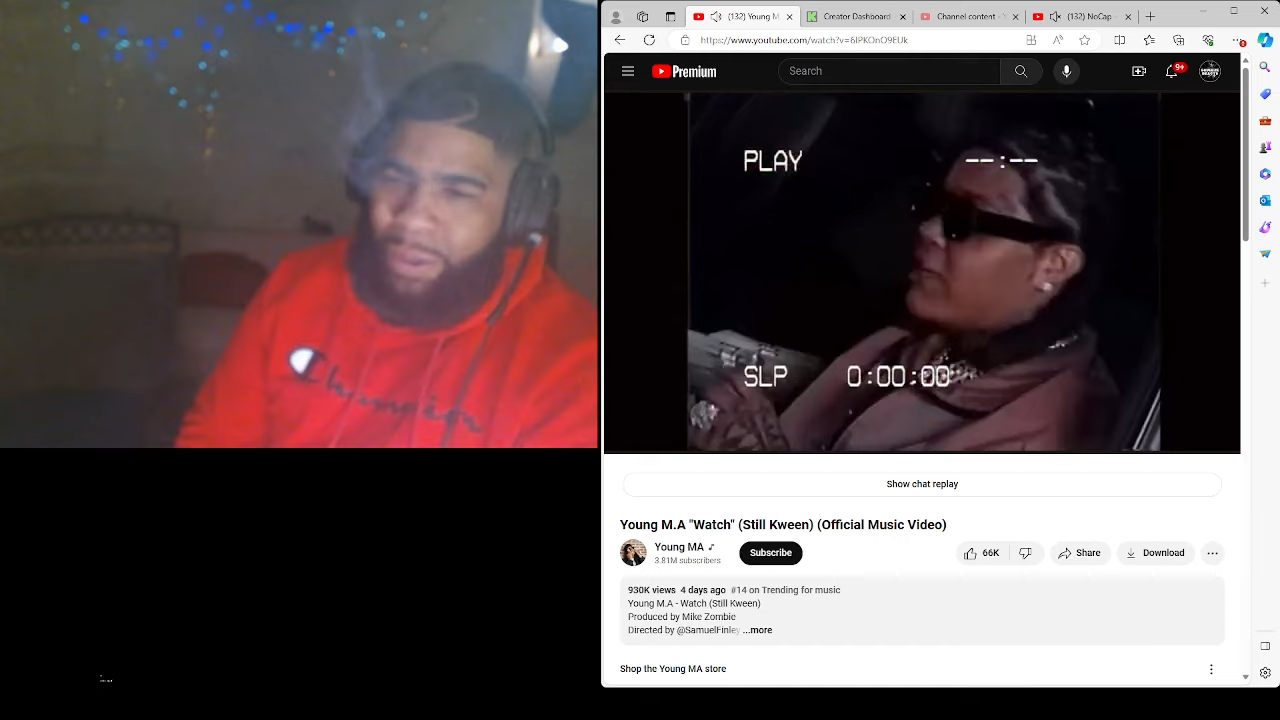 (132) Young M.
Creator Dashboard
Channel content - Y
(132) NoCap -
https://www.youtube.com/watch?v=6IPKOnO9EUk
Premium
Search
9+
PLAY
--:--
SLP 0:00:00
Champion
Show chat replay
Young M.A "Watch" (Still Kween) (Official Music Video)
Young MA
3.81M subscribers
Subscribe
66K
Share
Download
930K views 4 days ago #14 on Trending for music
Young M.A - Watch (Still Kween)
Produced by Mike Zombie
Directed by @SamuelFinley ...more
Shop the Young MA store